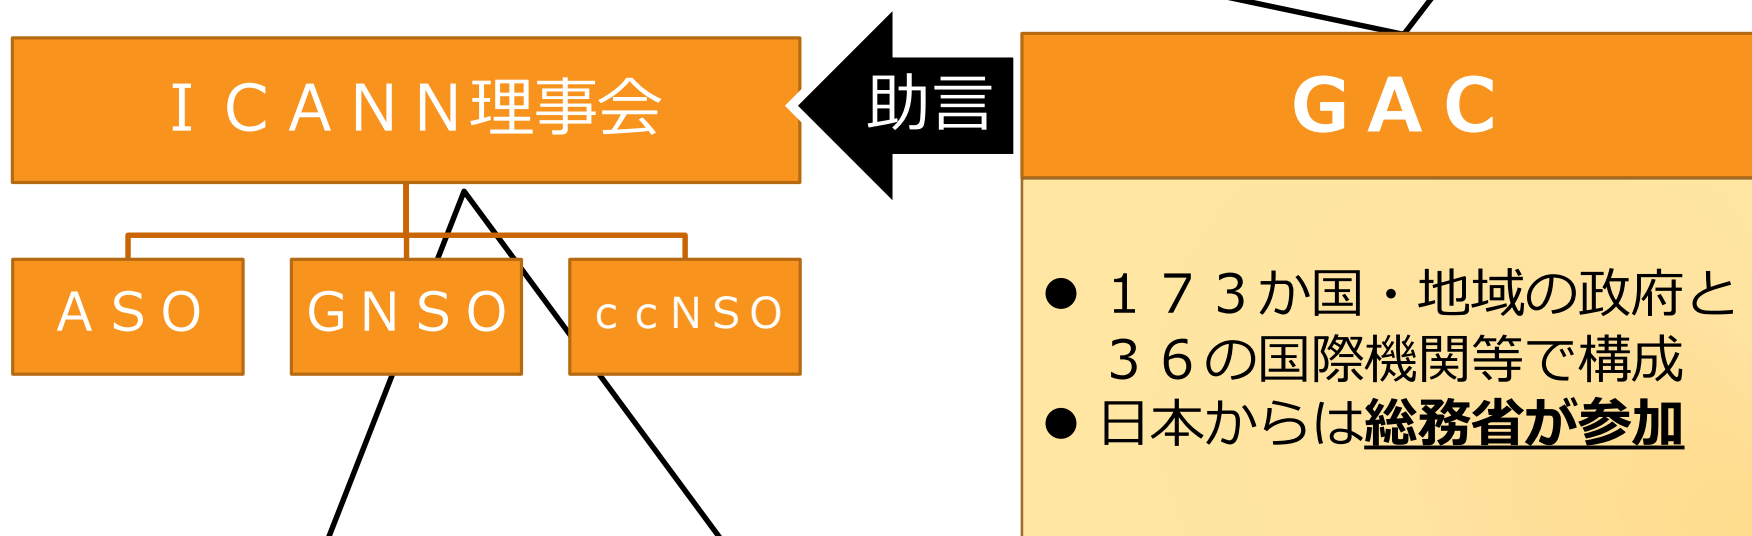 ＩＣＡＮＮ理事会
助言
ＧＡＣ
ＡＳＯ
ＧＮＳＯ
ｃｃＮＳＯ
● １７３か国・地域の政府と
３６の国際機関等で構成
● 日本からは総務省が参加